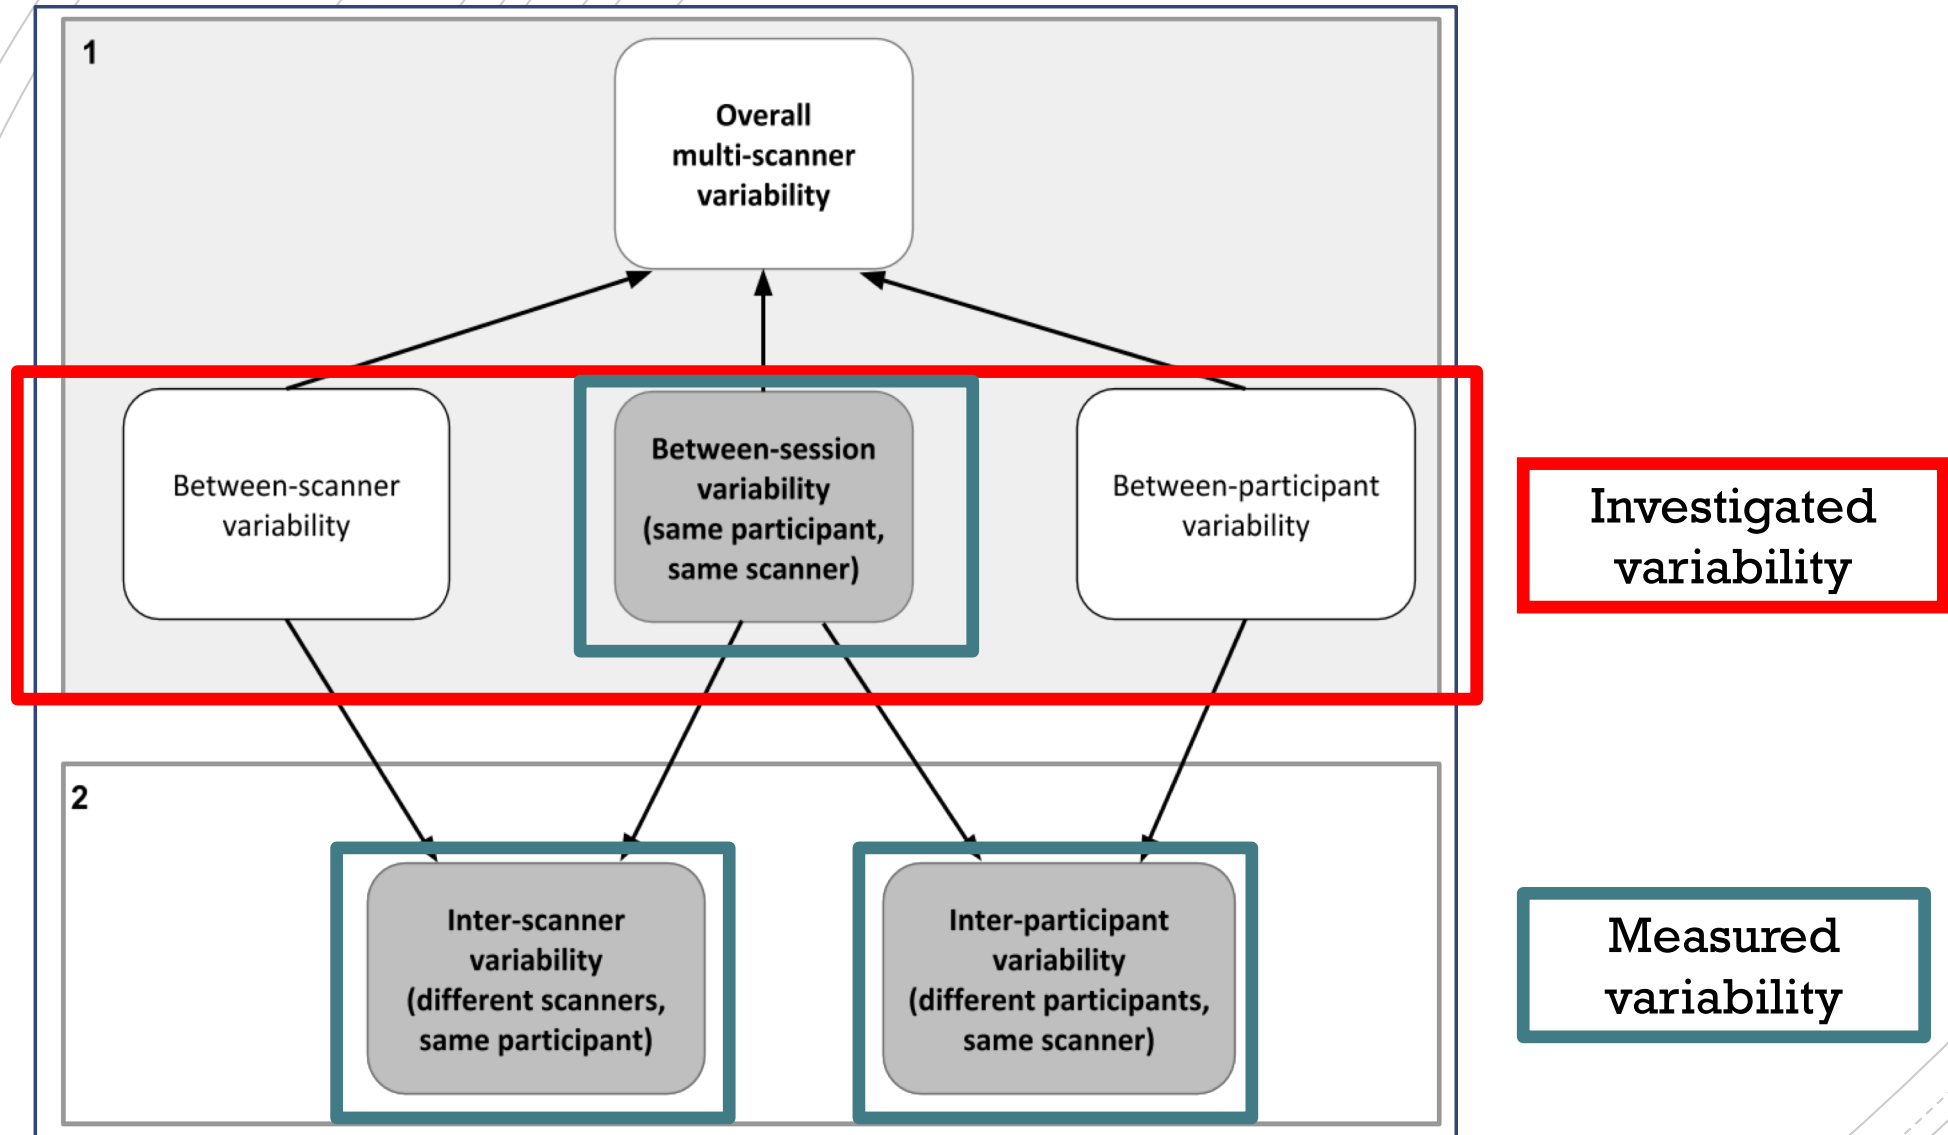 1
Overall
multi-scanner
variability
Between-scanner
variability
Between-session
variability
(same participant,
same scanner)
Between-participant
variability
Investigated
variability
2
Inter-scanner
variability
(different scanners,
same participant)
Inter-participant
variability
(different participants,
same scanner)
Measured
variability